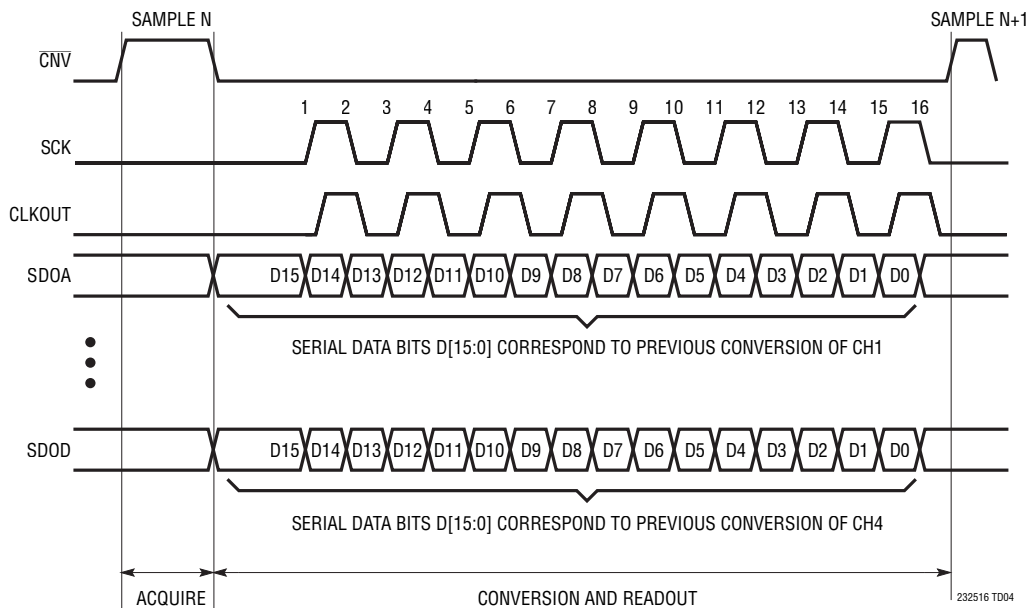 SAMPLE N SAMPLE N+1
CNV
1 2 3 4 5 6 7 8 9 10 11 12 13 14 15 16
SCK
CLKOUT
SDOA D15 D14 D13 D12 D11 D10 D9 D8 D7 D6 D5 D4 D3 D2 D1 D0
SERIAL DATA BITS D[15:0] CORRESPOND TO PREVIOUS CONVERSION OF CH1
SDOD D15 D14 D13 D12 D11 D10 D9 D8 D7 D6 D5 D4 D3 D2 D1 D0
SERIAL DATA BITS D[15:0] CORRESPOND TO PREVIOUS CONVERSION OF CH4
ACQUIRE CONVERSION AND READOUT 232516 TD04